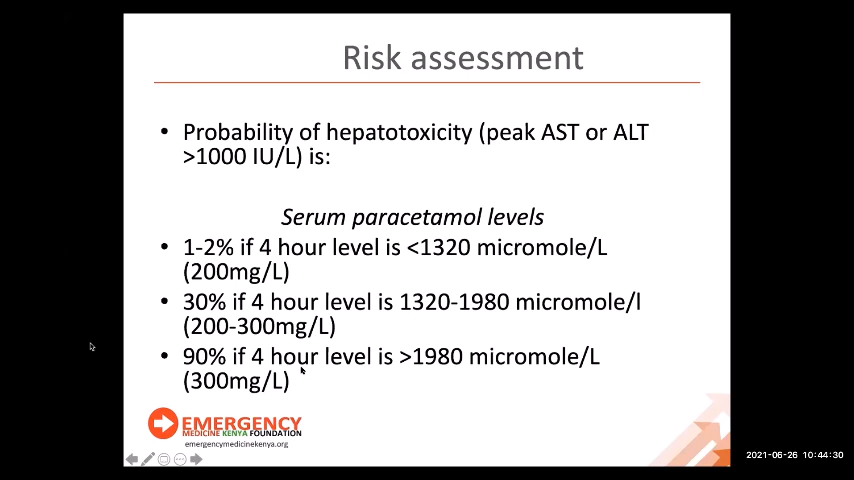 Risk assessment
• Probability of hepatotoxicity (peak AST or ALT
>1000 IU/L) is:
Serum paracetamol levels
• 1-2% if 4 hour level is <1320 micromole/L
(200mg/L)
• 30% if 4 hour level is 1320-1980 micromole/l
(200-300mg/L)
• 90% if 4 hour level is >1980 micromole/L
(300mg/L)
EMERGENCY
MEDICINE KENYA FOUNDATION
emergencymedicinekenya.org
2021-06-26 10:44:30